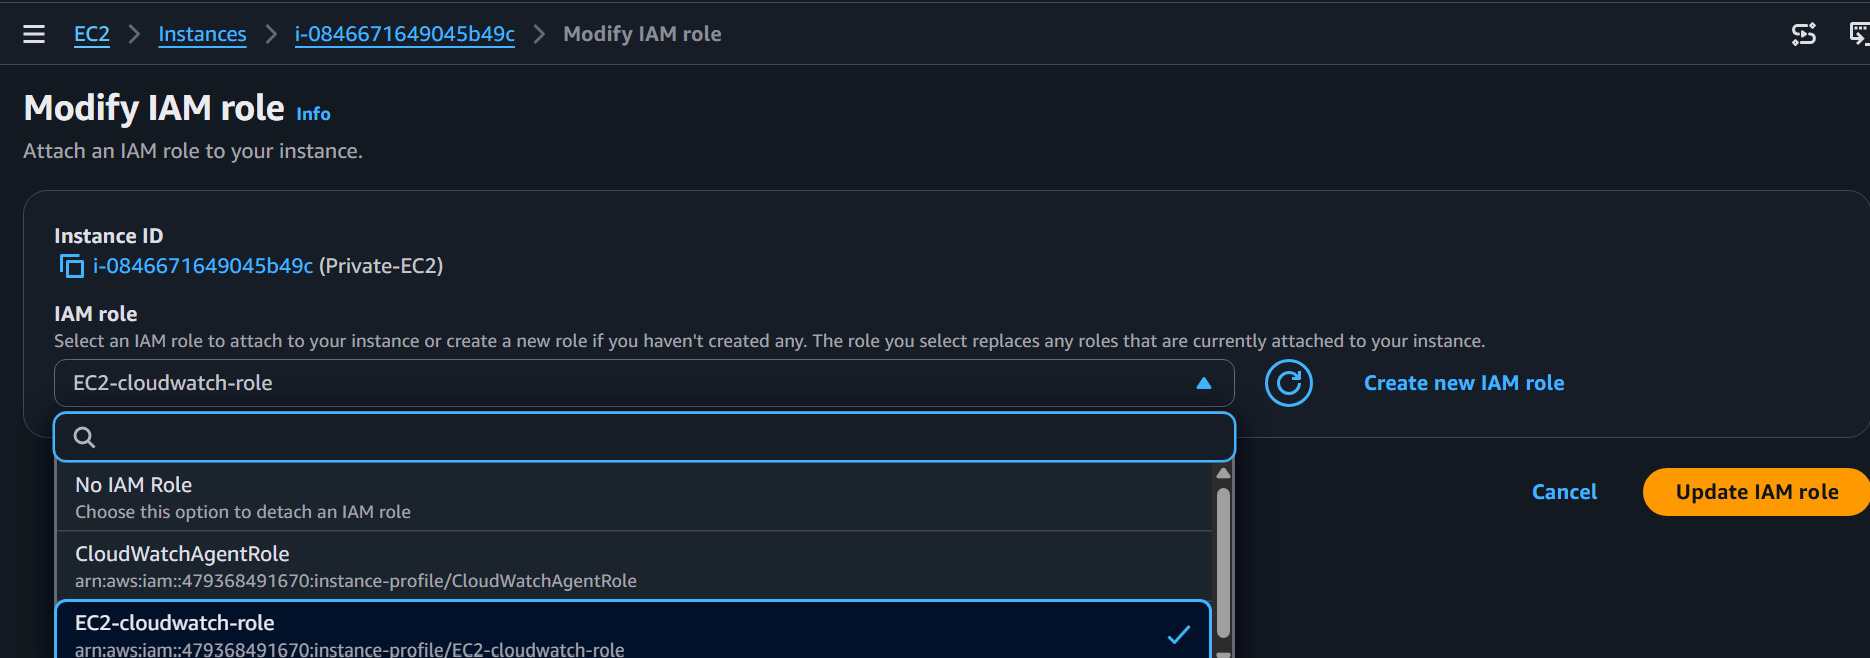 EC2 > Instances > i-0846671649045b49c > Modify IAM role
Modify IAM role Info
Attach an IAM role to your instance.
Instance ID
i-0846671649045b49c (Private-EC2)
IAM role
Select an IAM role to attach to your instance or create a new role if you haven't created any. The role you select replaces any roles that are currently attached to your instance.
EC2-cloudwatch-role
Create new IAM role
No IAM Role
Choose this option to detach an IAM role
Cancel
Update IAM role
CloudWatchAgentRole
arn:aws:iam::479368491670:instance-profile/CloudWatchAgentRole
EC2-cloudwatch-role
arn:aws:iam::479368491670:instance-profile/EC2-cloudwatch-role